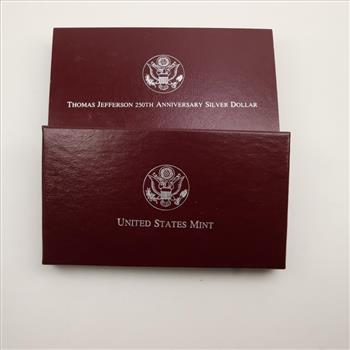 THOMAS JEFFERSON 250TH ANNIVERSARY SILVER DOLLAR
UNITED STATES MINT